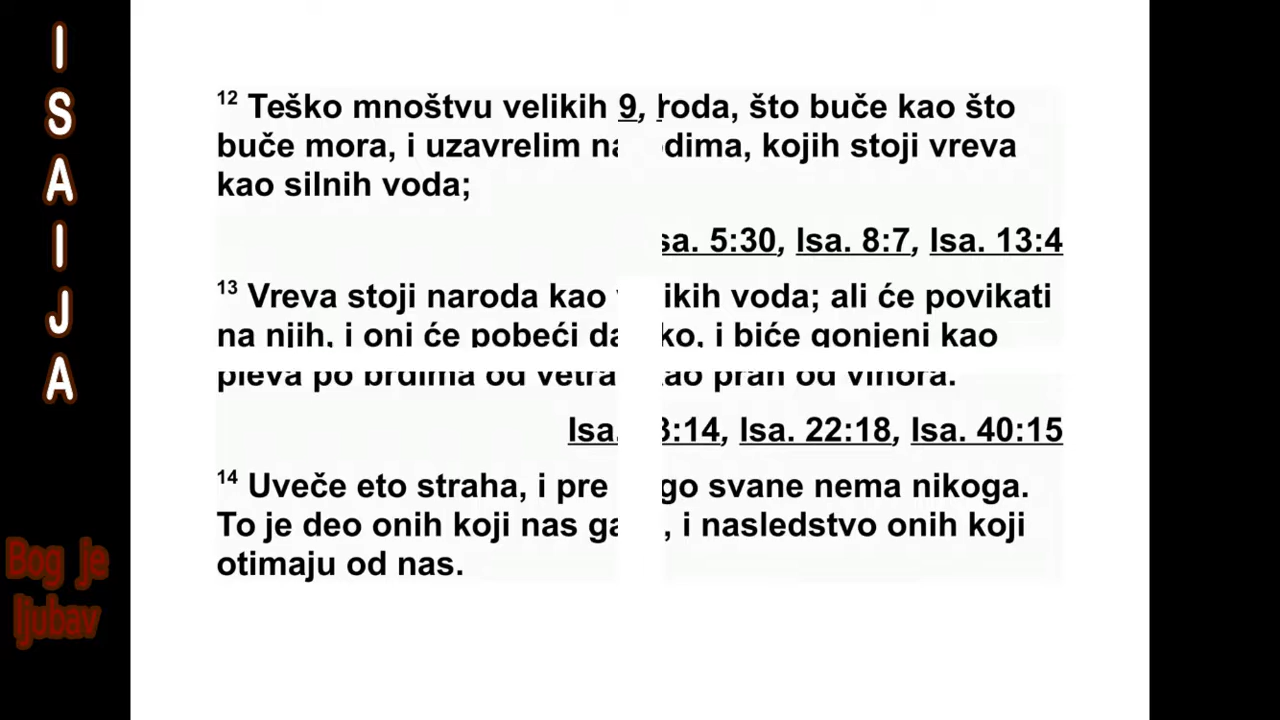 ISAIJA
Bog je
ljubav
12 Teško mnoštvu velikih 9, roda, što buče kao što
buče mora, i uzavrelim na dima, kojih stoji vreva
kao silnih voda;
sa. 5:30, Isa. 8:7, Isa. 13:4
13 Vreva stoji naroda kao ikih voda; ali će povikati
na njih, i oni će pobeći da ko, i biće gonjeni kao
pleva po brdima od vetra ao prah od vihora.
Isa. 3:14, Isa. 22:18, Isa. 40:15
14 Uveče eto straha, i pre go svane nema nikoga.
To je deo onih koji nas ga , i nasledstvo onih koji
otimaju od nas.